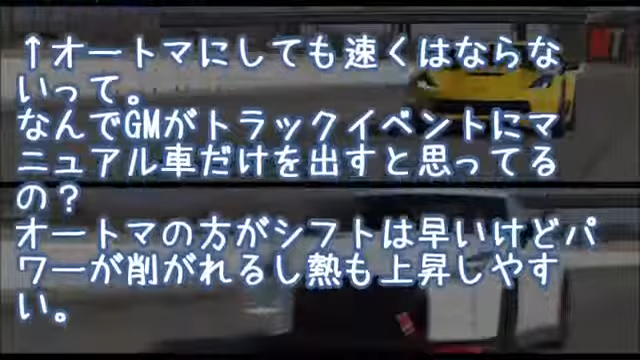 ↑オートマにしても速くはならな
いって。
なんでGMがトラックイベントにマ
ニュアル車だけを出すと思ってる
の？
オートマの方がシフトは早いけどパ
ワーが削がれるし熱も上昇しやす
い。